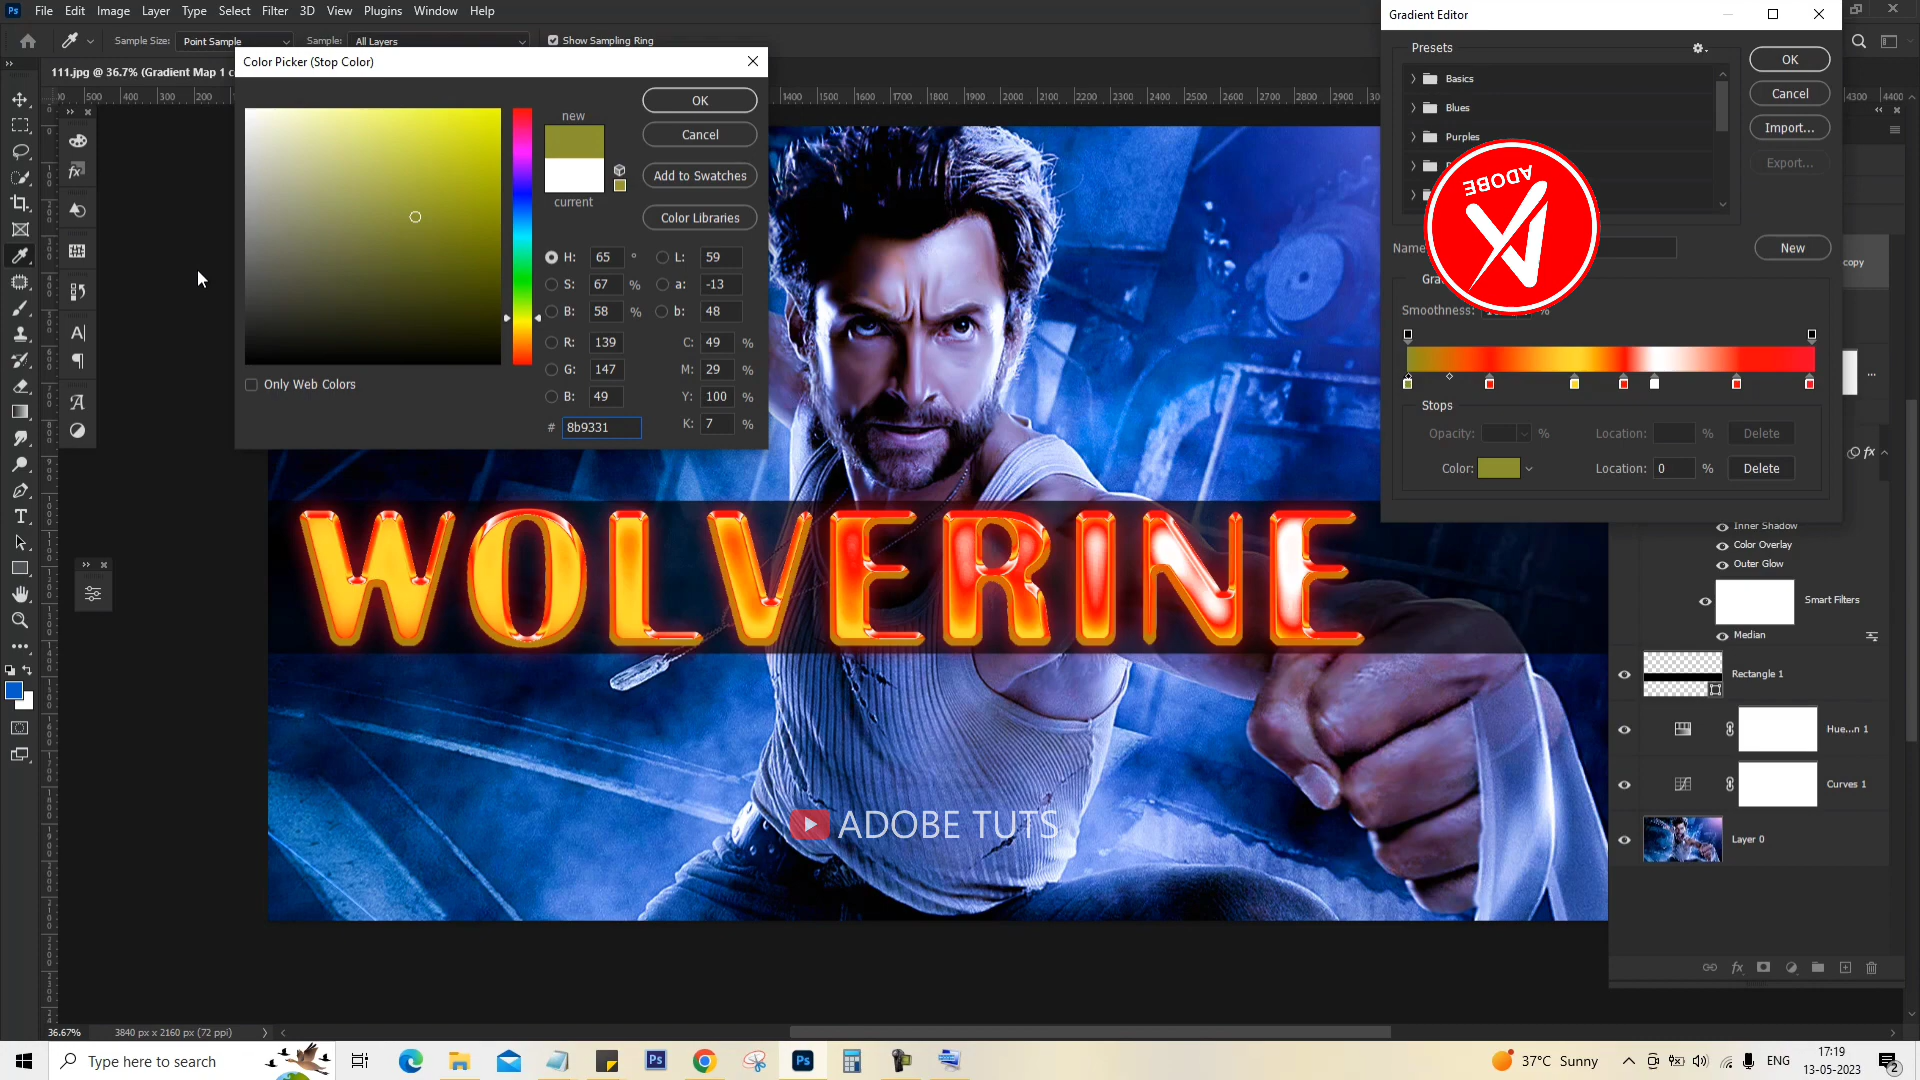 Ps File Edit Image Layer Type Select Filter 3D View Plugins Window Help
Sample Size: Point Sample Sample: All Layers Show Sampling Ring
111.jpg @ 36.7% (Gradient Map 1 c
Color Picker (Stop Color)
new
current
OK
Cancel
Add to Swatches
Color Libraries
H: 65 ° L: 59
S: 67 % a: -13
B: 58 % b: 48
R: 139 C: 49 %
G: 147 M: 29 %
B: 49 Y: 100 %
# 8b9331 K: 7 %
Only Web Colors
Gradient Editor
Presets
Basics
Blues
Purples
OK
Cancel
Import...
Export...
ADOBE
Name
New
Smoothness: %
Stops
Opacity: % Location: % Delete
Color: Location: 0 % Delete
copy
Inner Shadow
Color Overlay
Outer Glow
Smart Filters
Median
Rectangle 1
Hue...n 1
Curves 1
Layer 0
WOLVERINE
ADOBE TUTS
36.67% 3840 px x 2160 px (72 ppi)
Type here to search
37°C Sunny
ENG
17:19
13-05-2023
2